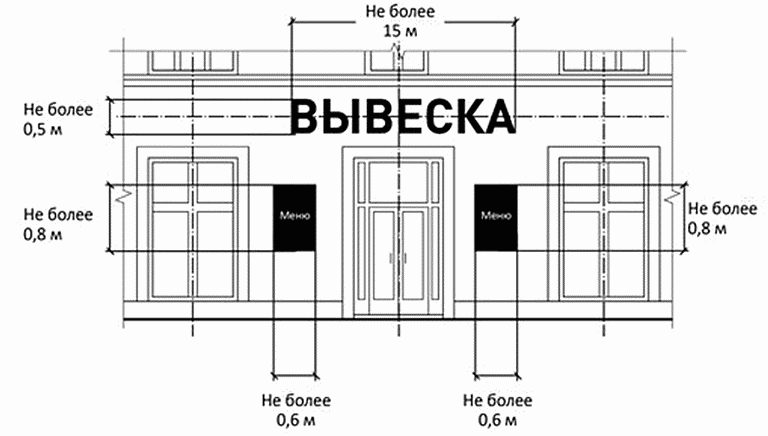 Не более
15 м
Не более
0,5 м
ВЫВЕСКА
Не более
0,8 м
Меню
Меню
Не более
0,8 м
Не более
0,6 м
Не более
0,6 м